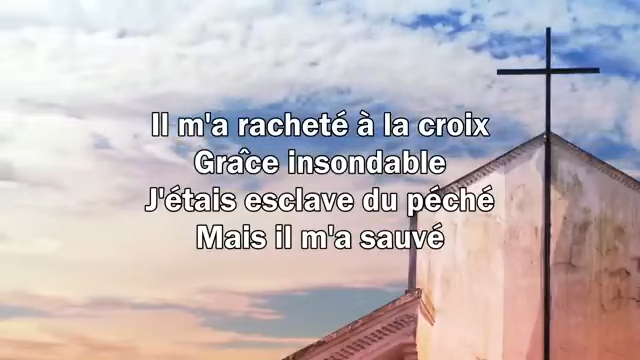 Il m'a racheté à la croix
Grâce insondable
J'étais esclave du péché
Mais il m'a sauvé